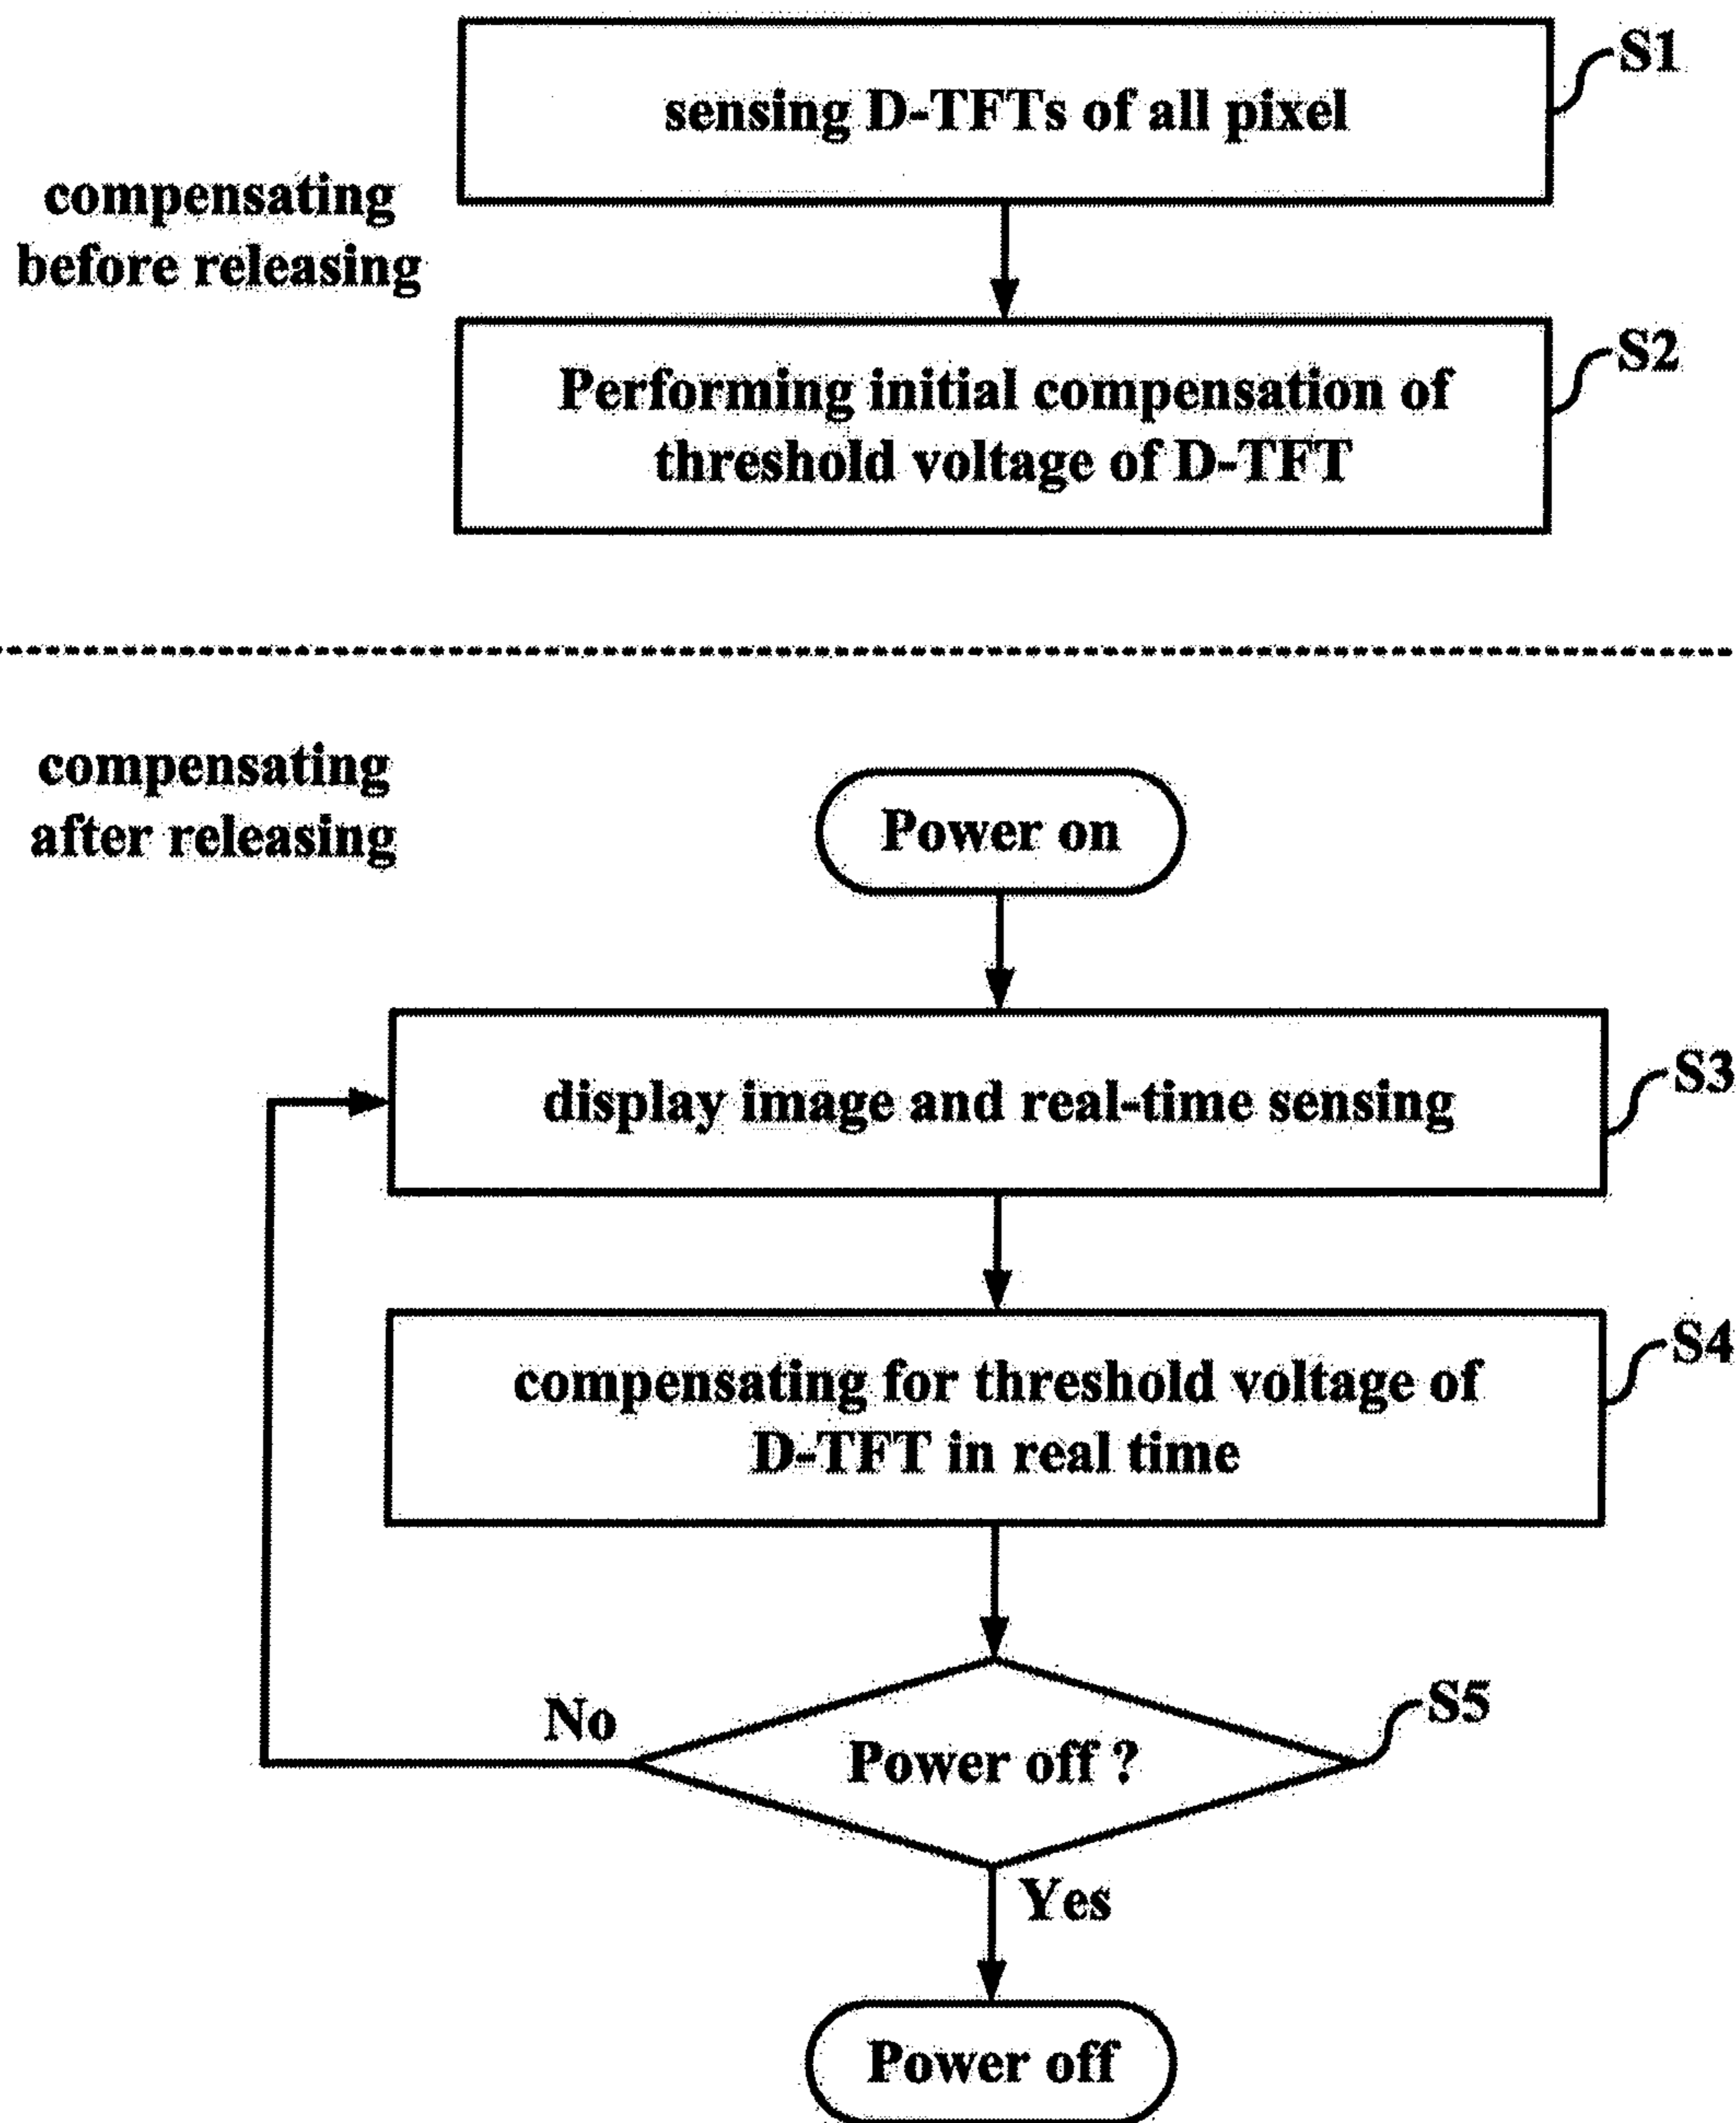 sensing D-TFTs of all pixel
S1
compensating
before releasing
Performing initial compensation of
threshold voltage of D-TFT
S2
compensating
after releasing
Power on
display image and real-time sensing
S3
compensating for threshold voltage of
D-TFT in real time
S4
No
Power off ?
S5
Yes
Power off